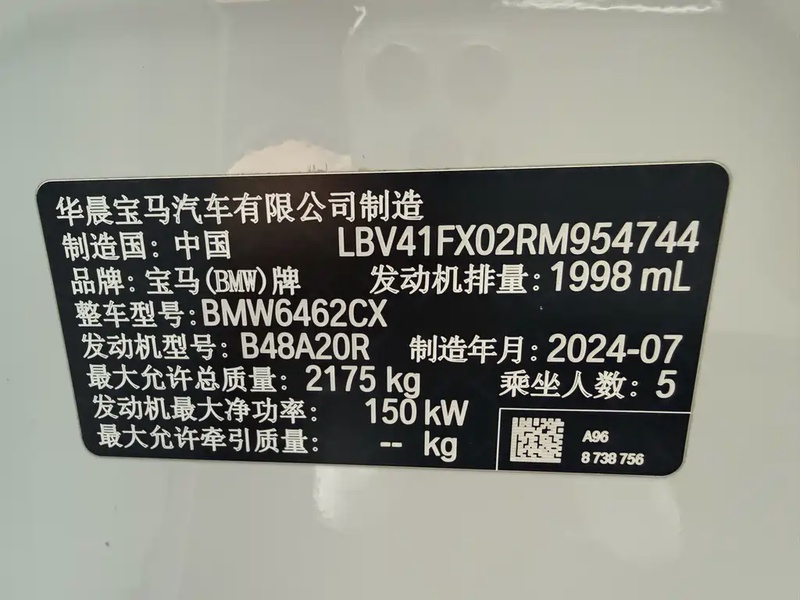 华晨宝马汽车有限公司制造
制造国: 中国 LBV41FX02RM954744
品牌: 宝马(BMW)牌 发动机排量: 1998 mL
整车型号: BMW6462CX
发动机型号: B48A20R 制造年月: 2024-07
最大允许总质量: 2175 kg 乘坐人数: 5
发动机最大净功率: 150 kW
最大允许牵引质量: -- kg
A96
8 738 756